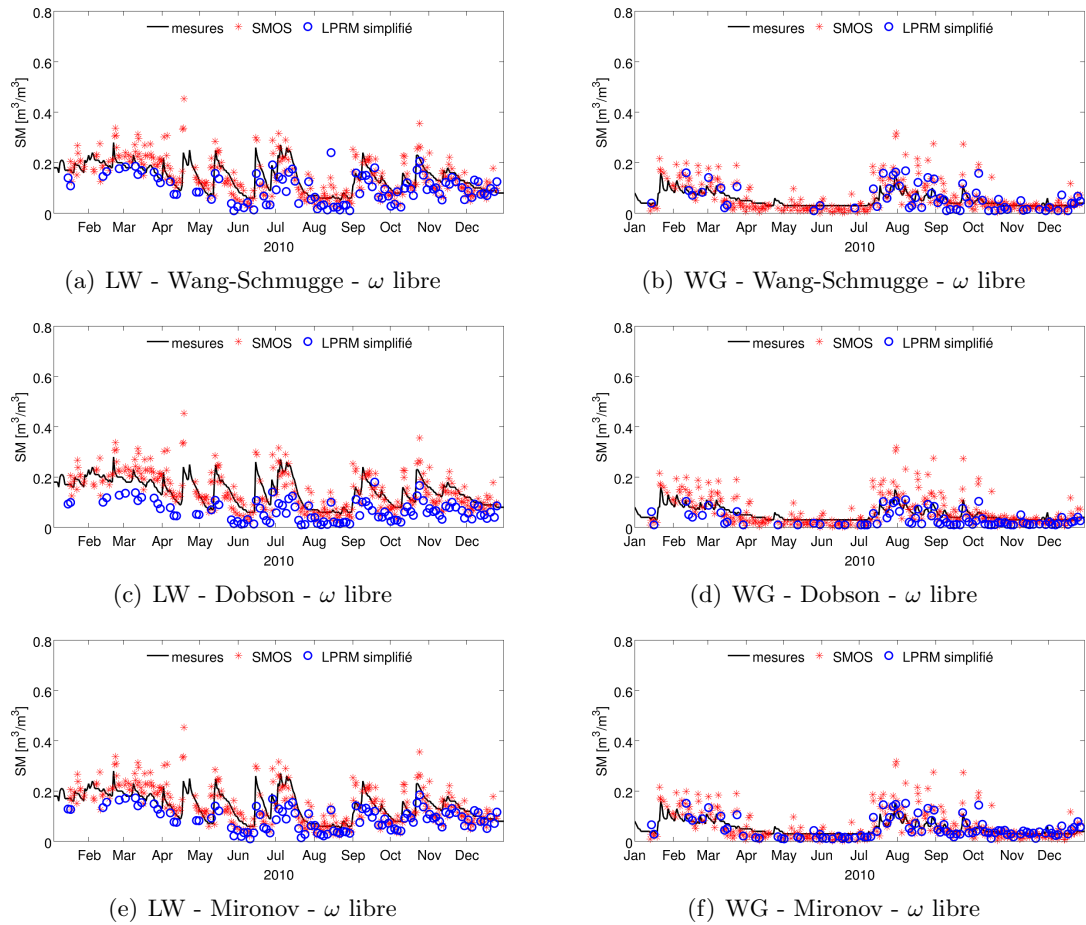 mesures SMOS LPRM simplifié
SM [m³/m³]
0.8
0.6
0.4
0.2
0
Feb Mar Apr May Jun Jul Aug Sep Oct Nov Dec
2010
(a) LW - Wang-Schmugge - ω libre
mesures SMOS LPRM simplifié
SM [m³/m³]
0.8
0.6
0.4
0.2
0
Jan Feb Mar Apr May Jun Jul Aug Sep Oct Nov Dec
2010
(b) WG - Wang-Schmugge - ω libre
mesures SMOS LPRM simplifié
SM [m³/m³]
0.8
0.6
0.4
0.2
0
Feb Mar Apr May Jun Jul Aug Sep Oct Nov Dec
2010
(c) LW - Dobson - ω libre
mesures SMOS LPRM simplifié
SM [m³/m³]
0.8
0.6
0.4
0.2
0
Jan Feb Mar Apr May Jun Jul Aug Sep Oct Nov Dec
2010
(d) WG - Dobson - ω libre
mesures SMOS LPRM simplifié
SM [m³/m³]
0.8
0.6
0.4
0.2
0
Feb Mar Apr May Jun Jul Aug Sep Oct Nov Dec
2010
(e) LW - Mironov - ω libre
mesures SMOS LPRM simplifié
SM [m³/m³]
0.8
0.6
0.4
0.2
0
Jan Feb Mar Apr May Jun Jul Aug Sep Oct Nov Dec
2010
(f) WG - Mironov - ω libre